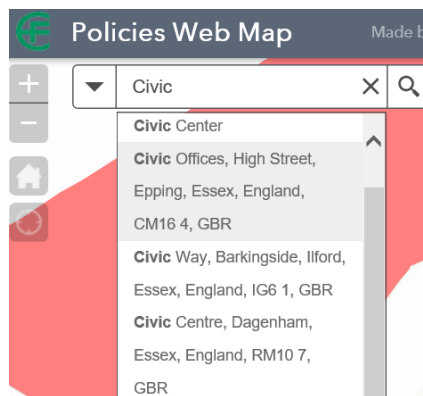 Policies Web Map
Made b
Civic
Civic Center
Civic Offices, High Street,
Epping, Essex, England,
CM16 4, GBR
Civic Way, Barkingside, Ilford,
Essex, England, IG6 1, GBR
Civic Centre, Dagenham,
Essex, England, RM10 7,
GBR